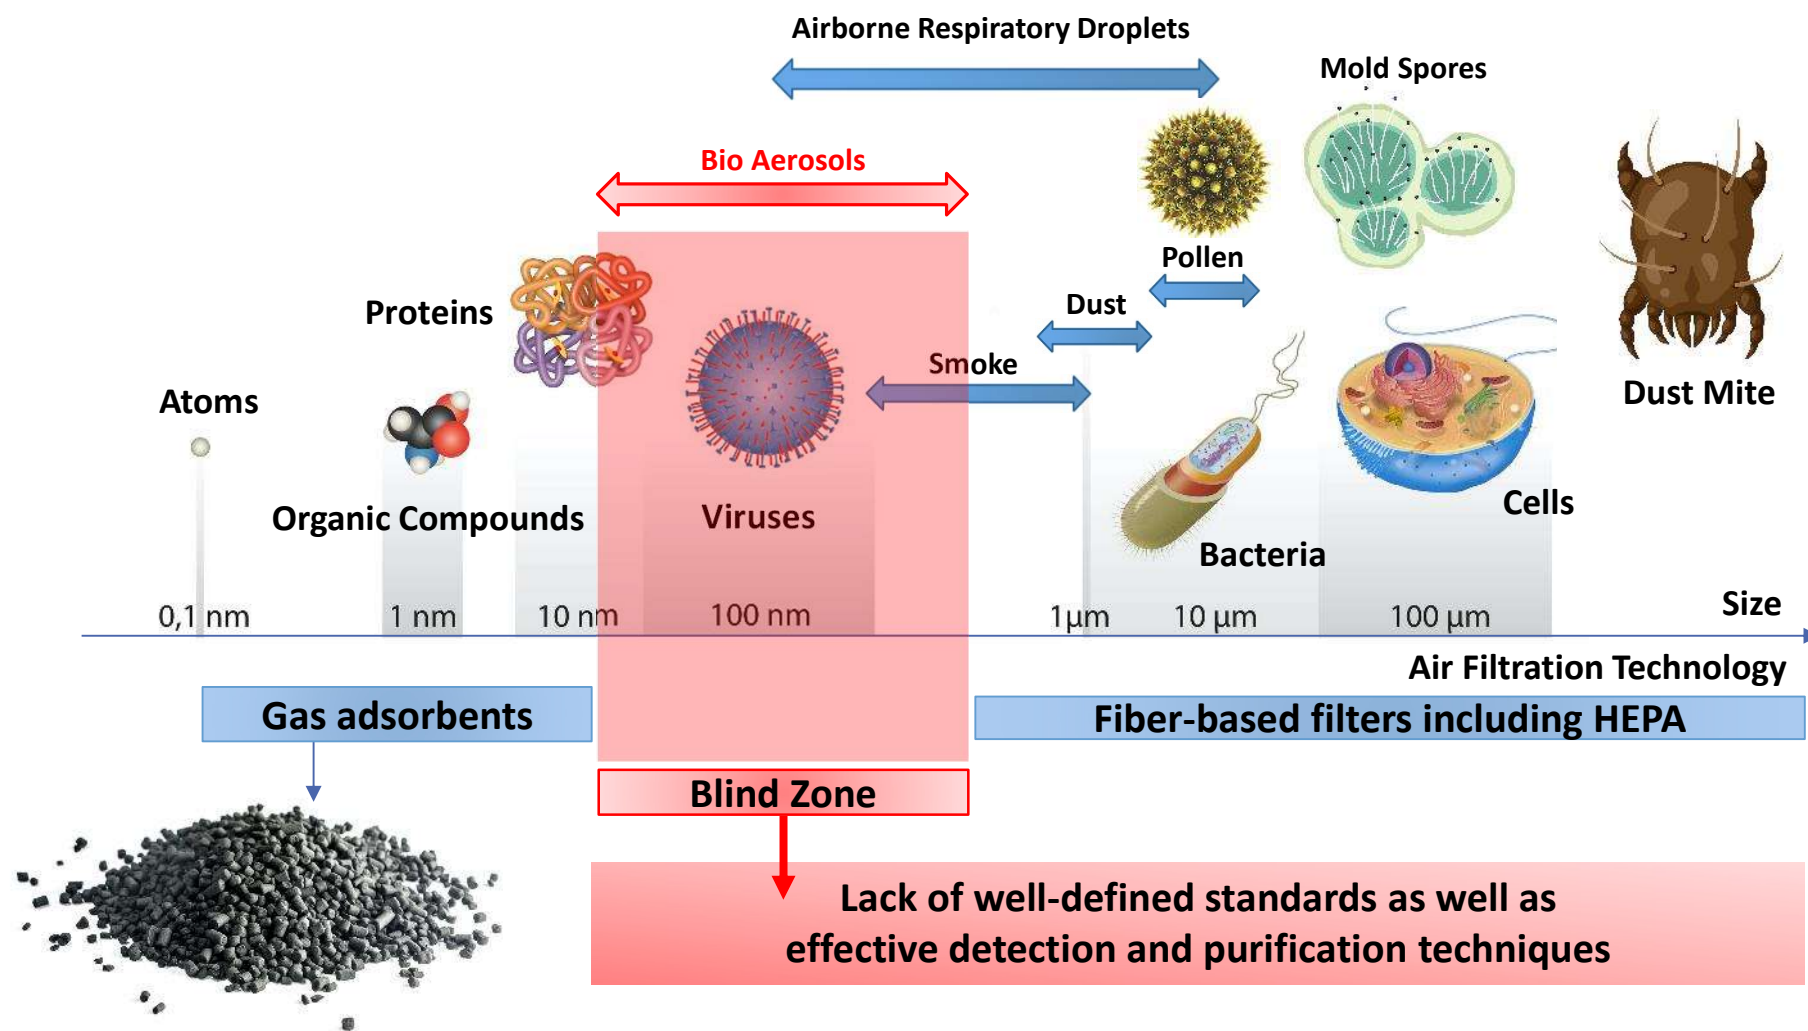 Airborne Respiratory Droplets
Mold Spores
Bio Aerosols
Pollen
Proteins
Dust
Smoke
Atoms
Dust Mite
Organic Compounds
Viruses
Cells
Bacteria
0,1 nm
1 nm
10 nm
100 nm
1μm
10 μm
100 μm
Size
Air Filtration Technology
Gas adsorbents
Fiber-based filters including HEPA
Blind Zone
Lack of well-defined standards as well as
effective detection and purification techniques